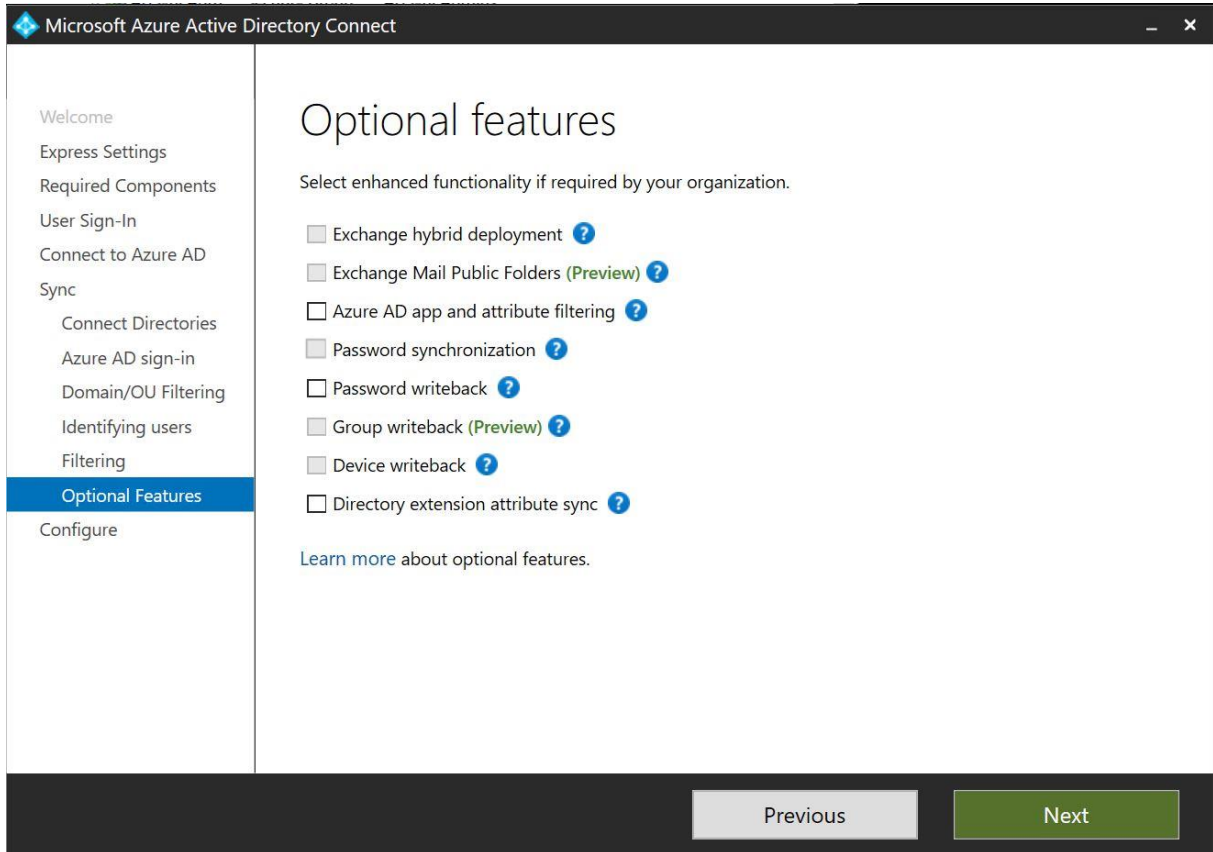 Microsoft Azure Active Directory Connect
Welcome
Express Settings
Required Components
User Sign-In
Connect to Azure AD
Sync
Connect Directories
Azure AD sign-in
Domain/OU Filtering
Identifying users
Filtering
Optional Features
Configure
Optional features
Select enhanced functionality if required by your organization.
Exchange hybrid deployment ?
Exchange Mail Public Folders (Preview) ?
Azure AD app and attribute filtering ?
Password synchronization ?
Password writeback ?
Group writeback (Preview) ?
Device writeback ?
Directory extension attribute sync ?
Learn more about optional features.
Previous
Next